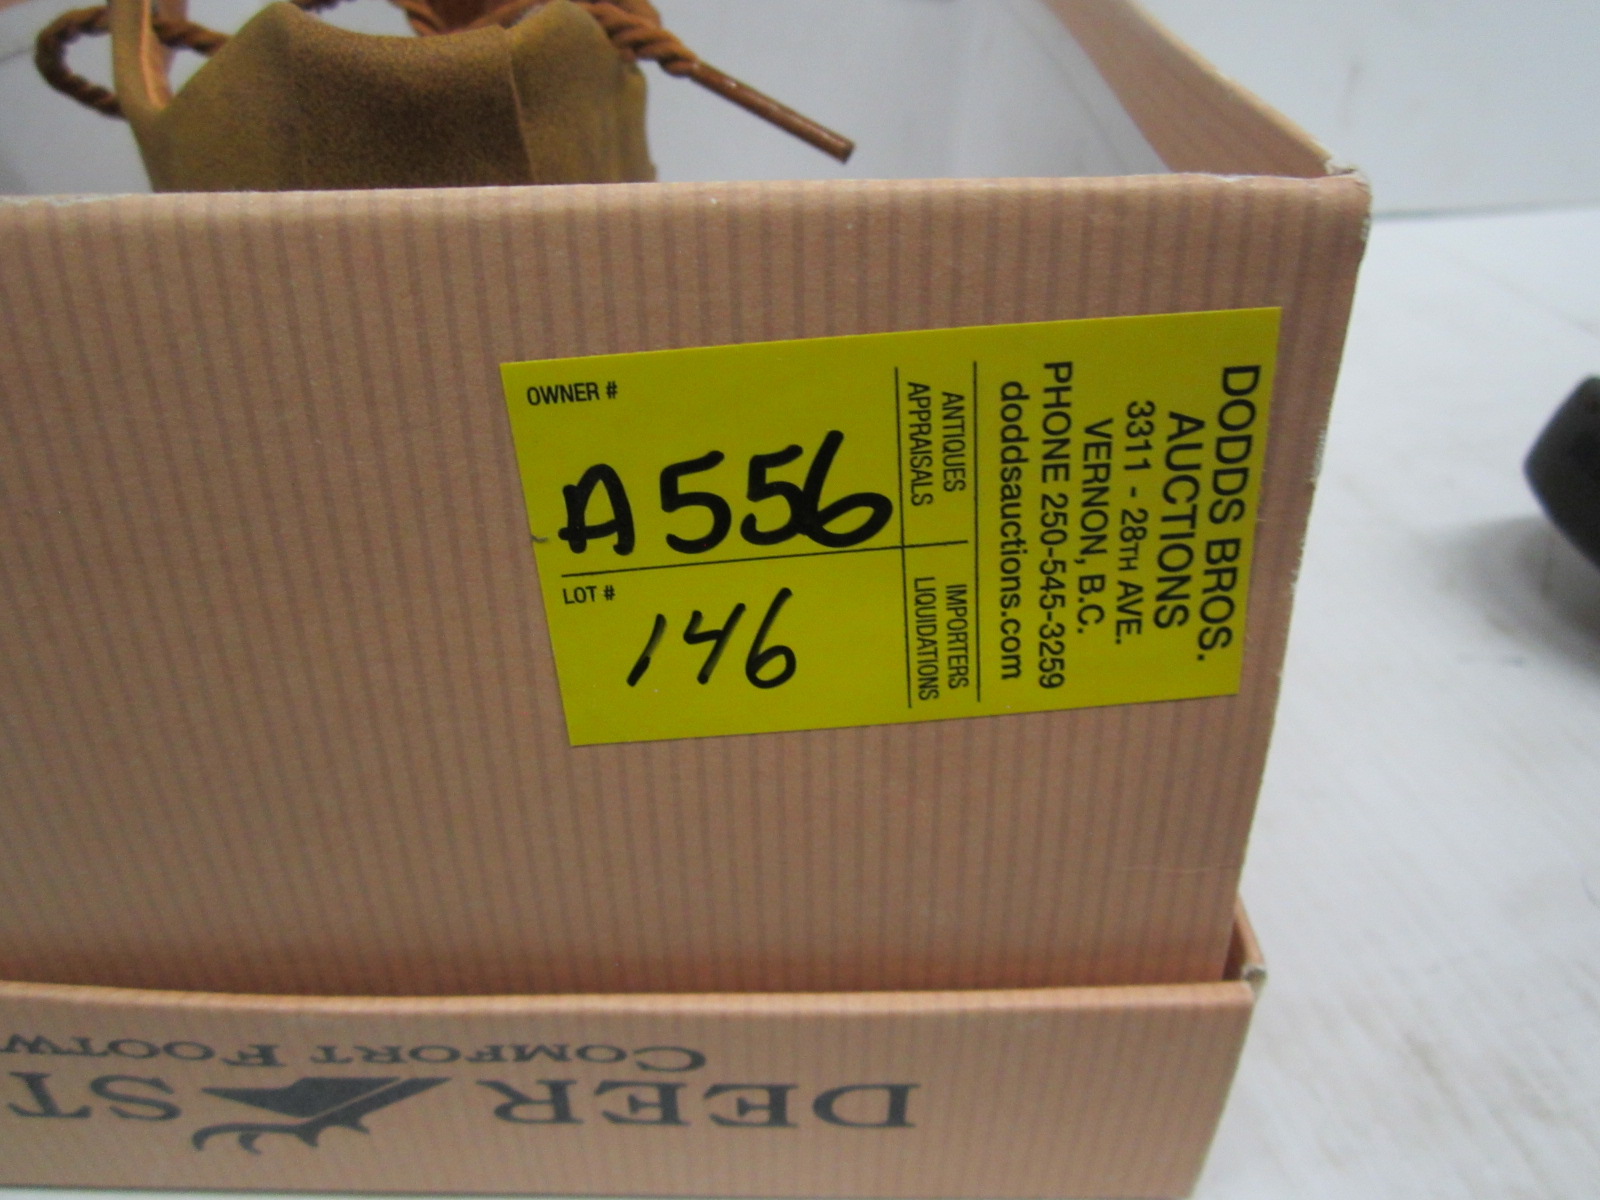 OWNER #
A556
LOT #
146
ANTIQUES
APPRAISALS
IMPORTERS
LIQUIDATIONS
DODDS BROS.
AUCTIONS
3311 - 28TH AVE.
VERNON, B.C.
PHONE 250-545-3259
doddsauctions.com
DEER ST
COMFORT FOOTW